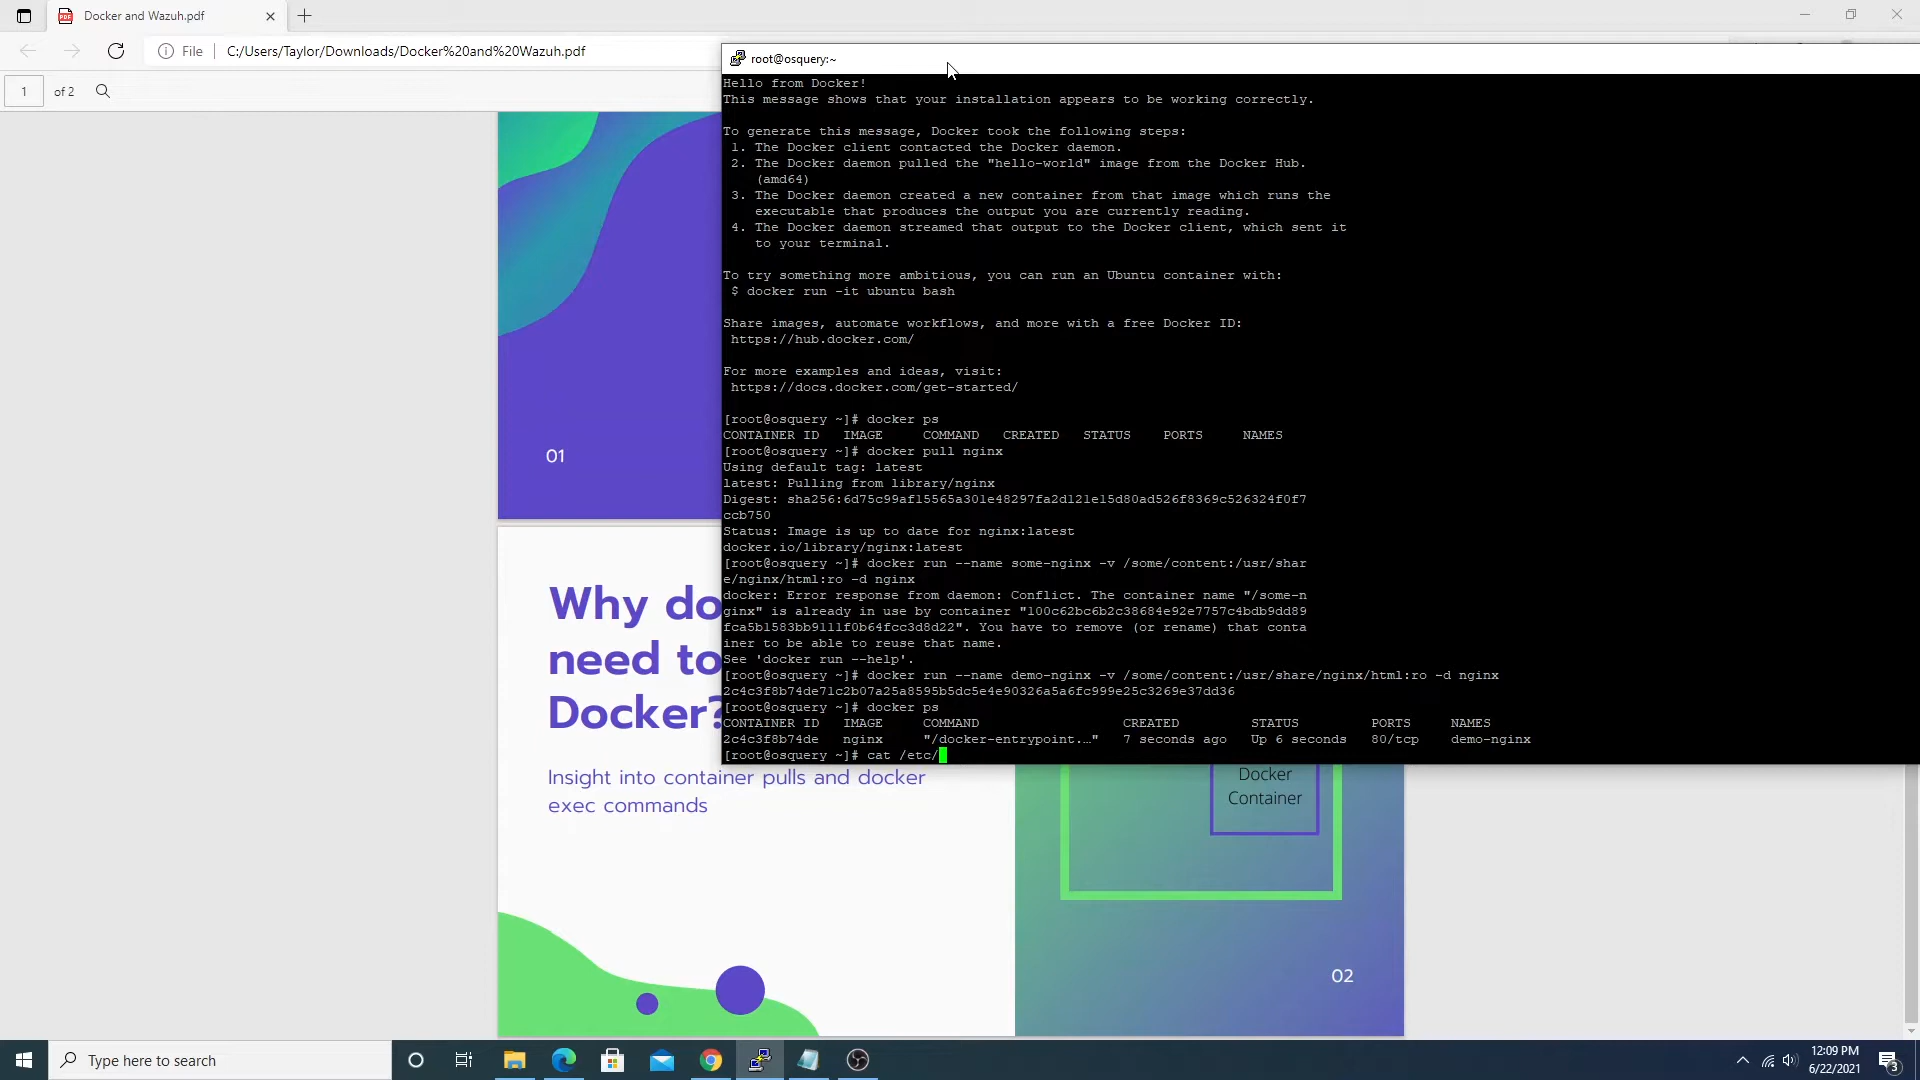 Docker and Wazuh.pdf
File
C:/Users/Taylor/Downloads/Docker%20and%20Wazuh.pdf
1 of 2
root@osquery:~
Hello from Docker!
This message shows that your installation appears to be working correctly.
To generate this message, Docker took the following steps:
1. The Docker client contacted the Docker daemon.
2. The Docker daemon pulled the "hello-world" image from the Docker Hub.
(amd64)
3. The Docker daemon created a new container from that image which runs the
executable that produces the output you are currently reading.
4. The Docker daemon streamed that output to the Docker client, which sent it
to your terminal.
To try something more ambitious, you can run an Ubuntu container with:
$ docker run -it ubuntu bash
Share images, automate workflows, and more with a free Docker ID:
https://hub.docker.com/
For more examples and ideas, visit:
https://docs.docker.com/get-started/
[root@osquery ~]# docker ps
CONTAINER ID IMAGE COMMAND CREATED STATUS PORTS NAMES
[root@osquery ~]# docker pull nginx
Using default tag: latest
latest: Pulling from library/nginx
Digest: sha256:6d75c99af15565a301e48297fa2d121e15d80ad526f8369c526324f0f7
ccb750
Status: Image is up to date for nginx:latest
docker.io/library/nginx:latest
[root@osquery ~]# docker run --name some-nginx -v /some/content:/usr/shar
e/nginx/html:ro -d nginx
docker: Error response from daemon: Conflict. The container name "/some-n
ginx" is already in use by container "100c62bc6b2c38684e92e7757c4bdb9dd89
fca5b1583bb9111f0b64fcc3d8d22". You have to remove (or rename) that conta
iner to be able to reuse that name.
See 'docker run --help'.
[root@osquery ~]# docker run --name demo-nginx -v /some/content:/usr/share/nginx/html:ro -d nginx
2c4c3f8b74de71c2b07a25a8595b5dc5e4e90326a5a6fc999e25c3269e37dd36
[root@osquery ~]# docker ps
CONTAINER ID IMAGE COMMAND CREATED STATUS PORTS NAMES
2c4c3f8b74de nginx "/docker-entrypoint.…" 7 seconds ago Up 6 seconds 80/tcp demo-nginx
[root@osquery ~]# cat /etc/
01
Why do
need to
Docker?
Insight into container pulls and docker
exec commands
Docker
Container
02
Type here to search
12:09 PM
6/22/2021
3